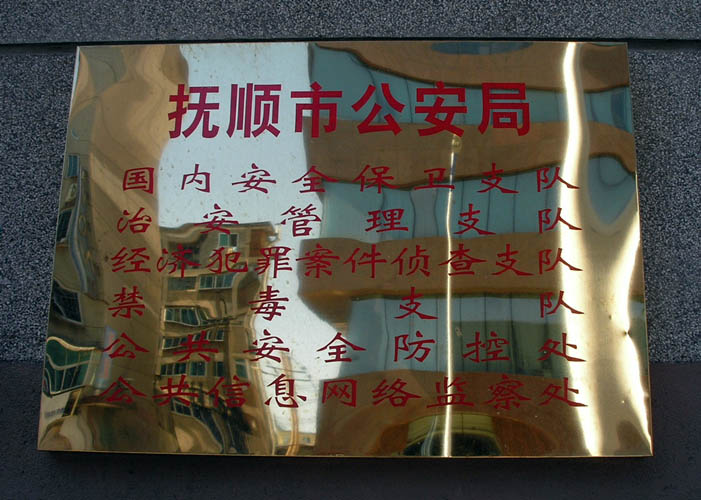 抚顺市公安局
国内安全保卫支队
治安管理支队
经济犯罪案件侦查支队
禁毒支队
公共安全防控处
公共信息网络监察处